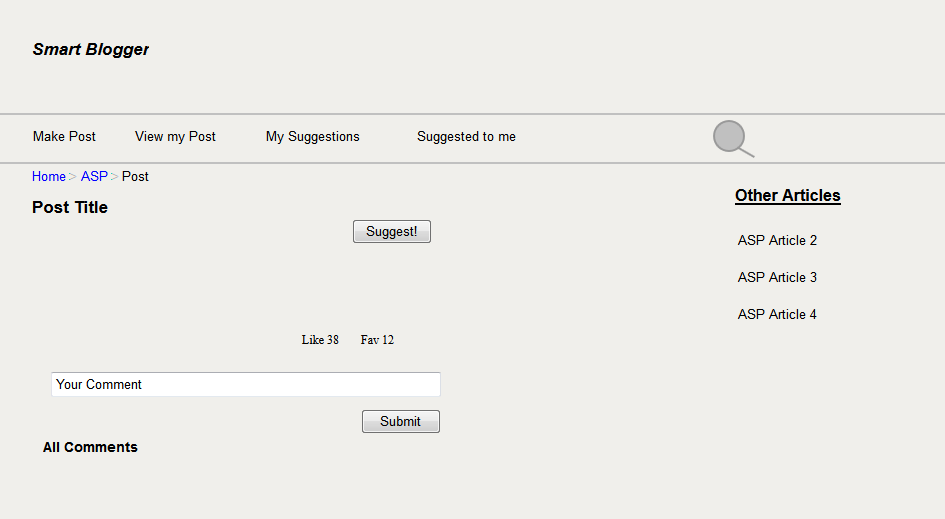 Smart Blogger
Make Post View my Post My Suggestions Suggested to me
Home > ASP > Post
Post Title
Suggest!
Like 38 Fav 12
Your Comment
Submit
All Comments
Other Articles
ASP Article 2
ASP Article 3
ASP Article 4